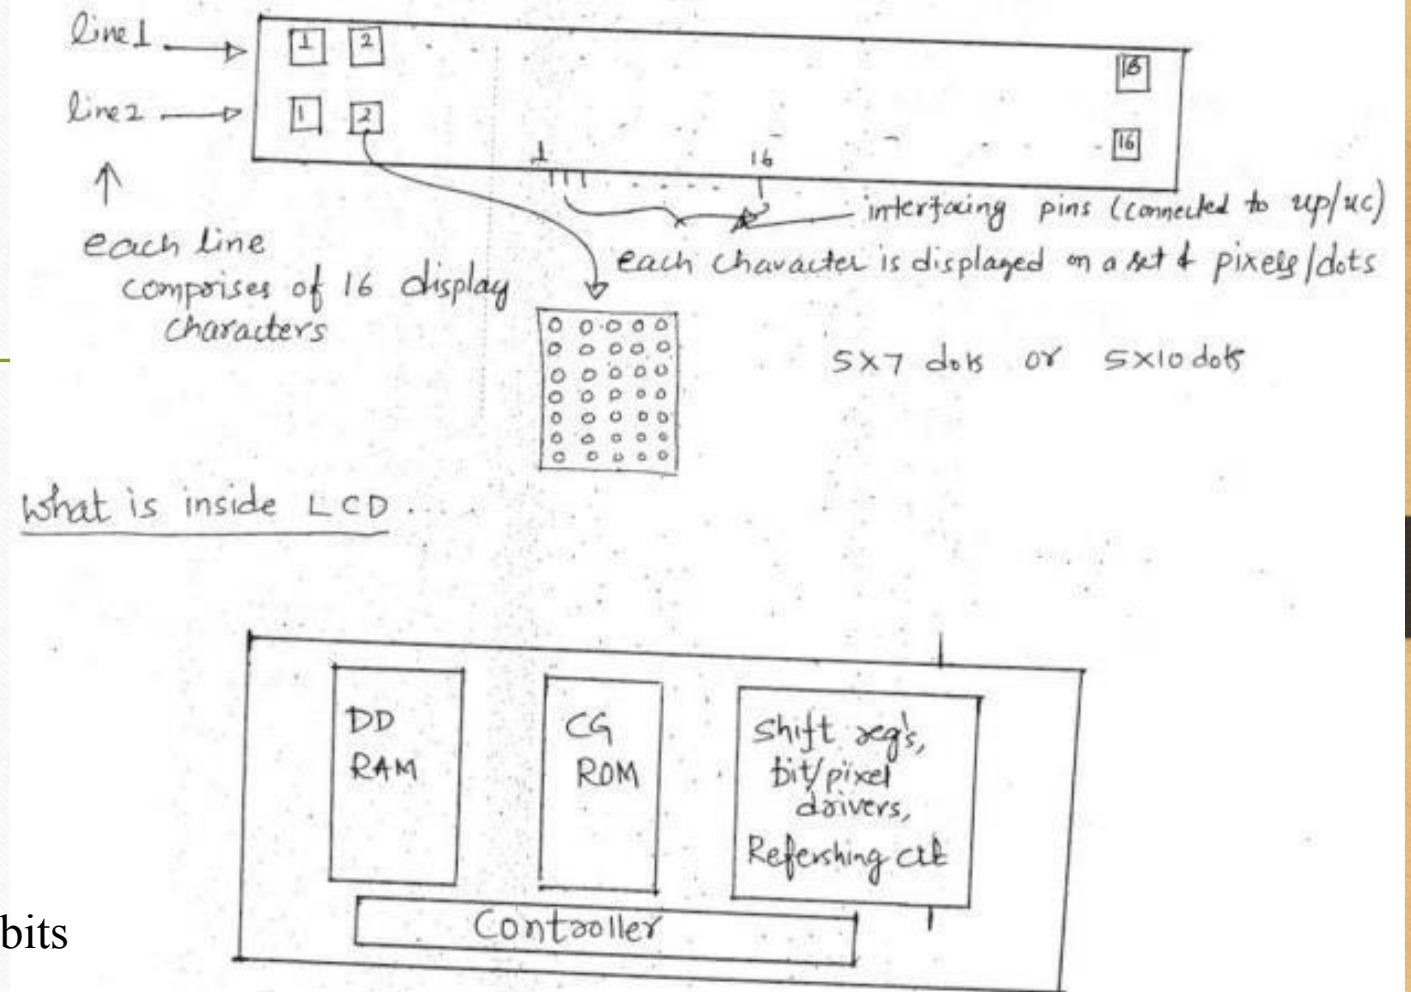 line1
1 2 16
line2
1 2 16
1 16
interfacing pins (connected to up/uc)
each line
comprises of 16 display
characters
each character is displayed on a set of pixels/dots
5X7 dots or 5X10 dots
What is inside LCD ....
DD
RAM
CG
ROM
Shift reg's,
bit/pixel
drivers,
Refershing ckt
Controller
bits